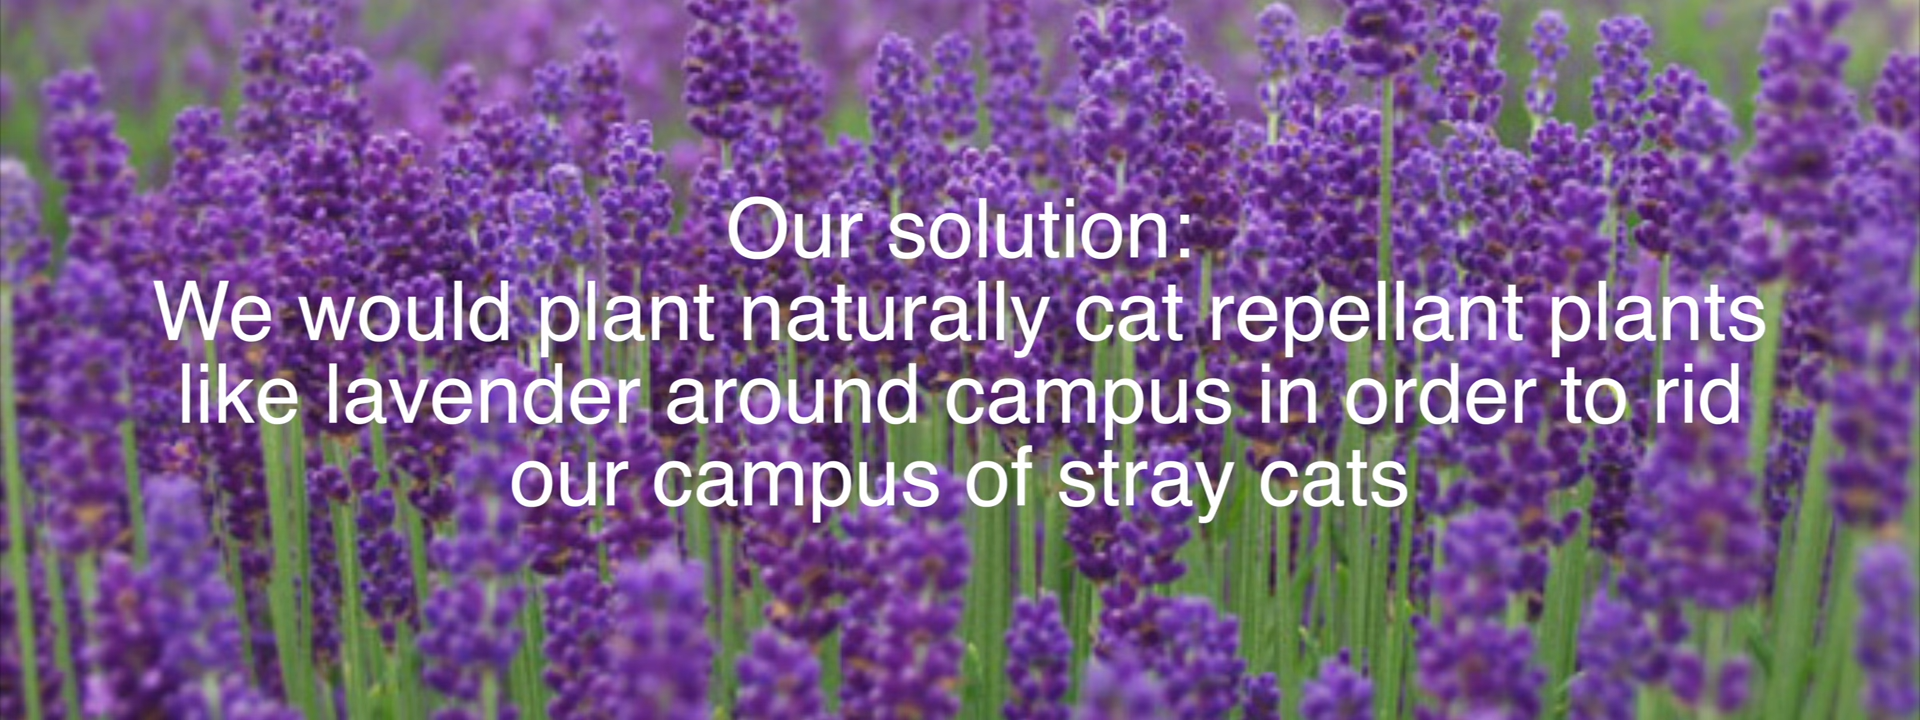 Our solution:
We would plant naturally cat repellant plants
like lavender around campus in order to rid
our campus of stray cats